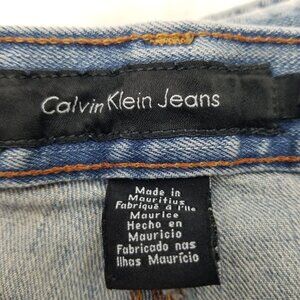 Calvin Klein Jeans
Made in
Mauritius
Fabriqué à l'île
Maurice
Hecho en
Mauricio
Fabricado nas
Ilhas Maurício